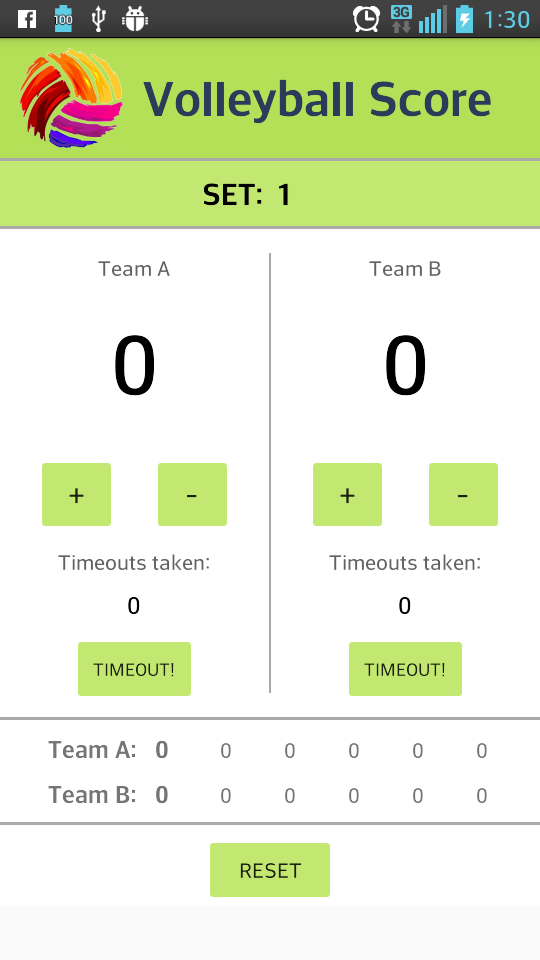 100 3G 1:30
Volleyball Score
SET: 1
Team A Team B
0 0
+ - + -
Timeouts taken: Timeouts taken:
0 0
TIMEOUT! TIMEOUT!
Team A: 0 0 0 0 0 0
Team B: 0 0 0 0 0 0
RESET